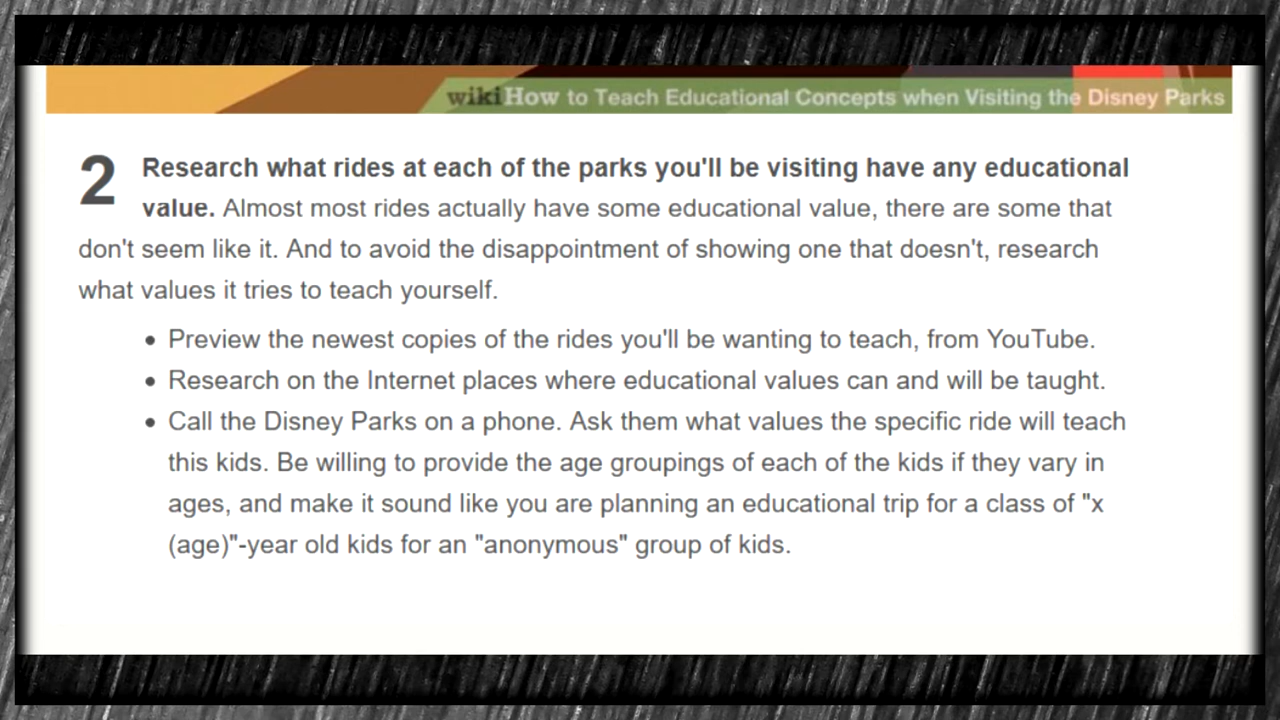 wikiHow to Teach Educational Concepts when Visiting the Disney Parks
2 Research what rides at each of the parks you'll be visiting have any educational
value. Almost most rides actually have some educational value, there are some that
don't seem like it. And to avoid the disappointment of showing one that doesn't, research
what values it tries to teach yourself.
• Preview the newest copies of the rides you'll be wanting to teach, from YouTube.
• Research on the Internet places where educational values can and will be taught.
• Call the Disney Parks on a phone. Ask them what values the specific ride will teach
this kids. Be willing to provide the age groupings of each of the kids if they vary in
ages, and make it sound like you are planning an educational trip for a class of "x
(age)"-year old kids for an "anonymous" group of kids.